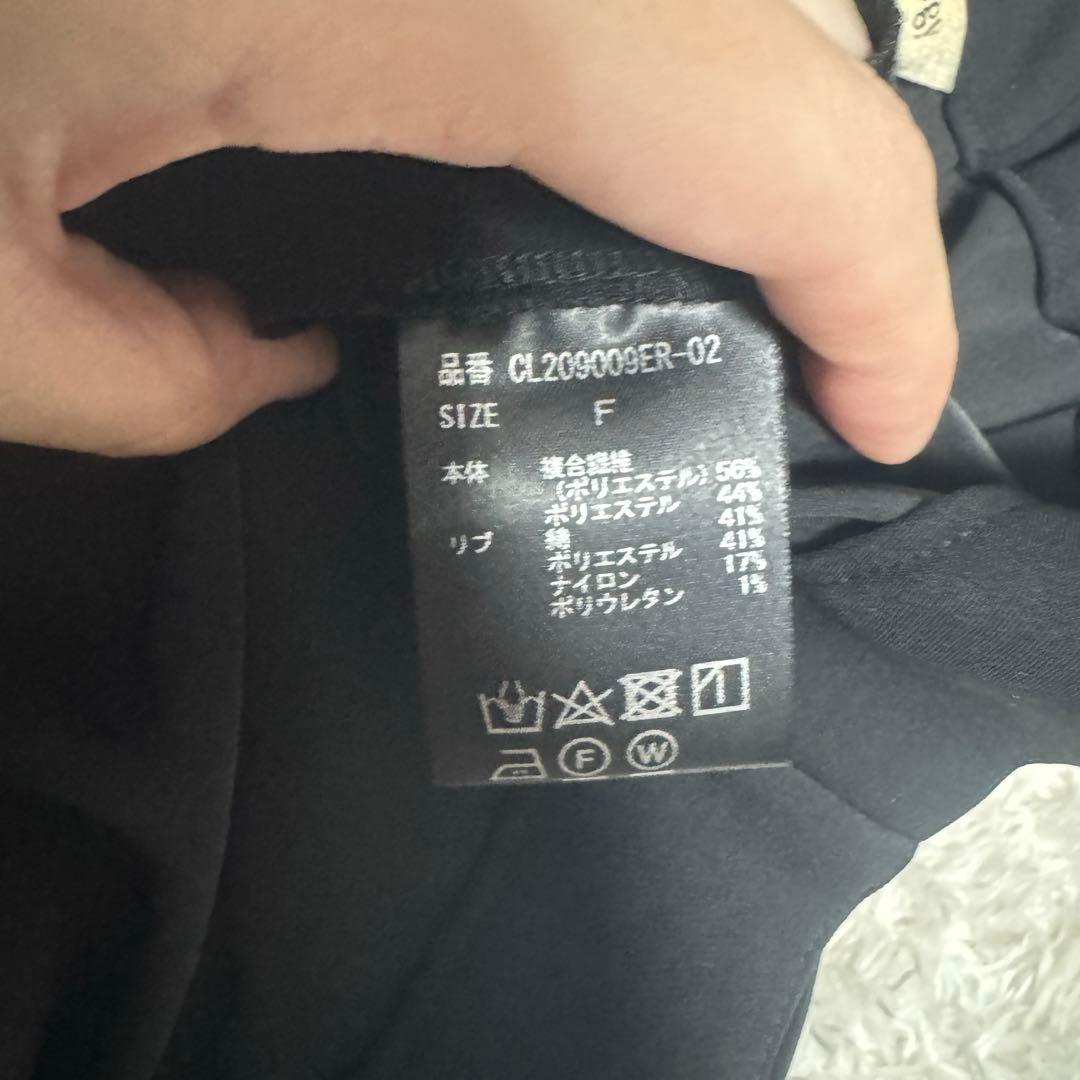 品番 CL209009ER-02
SIZE F
本体 複合繊維
(ポリエステル) 56%
ポリエステル 44%
リブ 綿 41%
ポリエステル 41%
ナイロン 17%
ポリウレタン 1%
F W